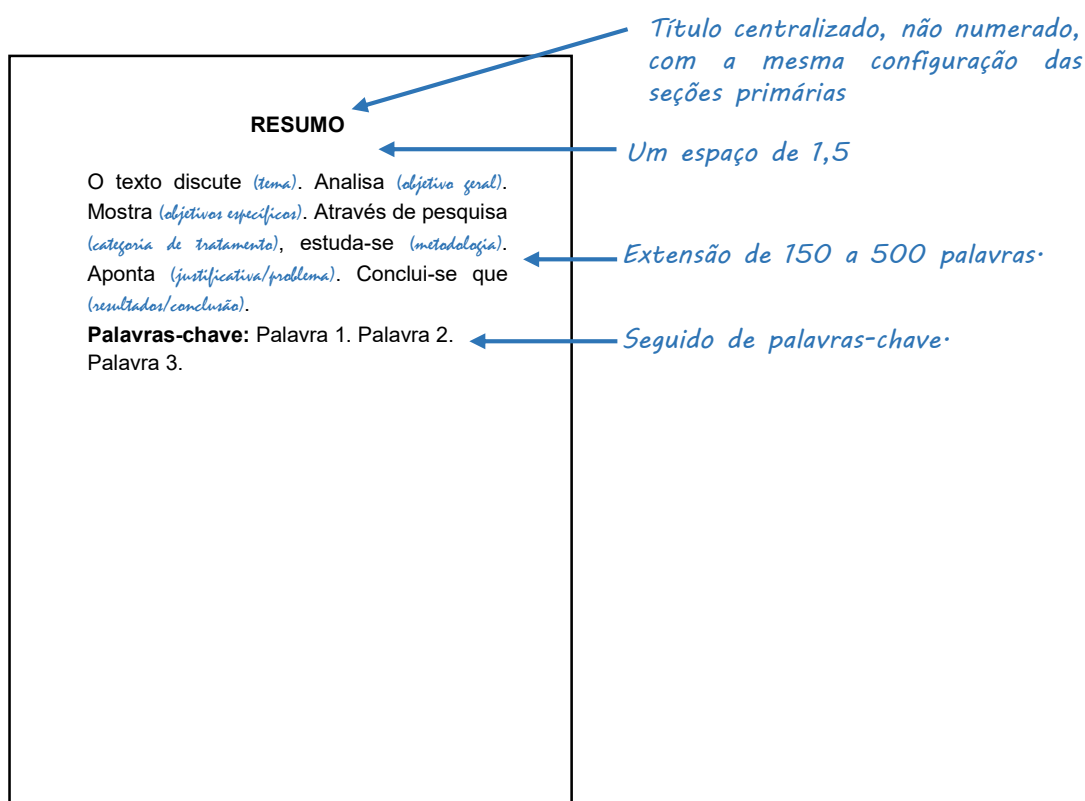 Título centralizado, não numerado,
com a mesma configuração das
seções primárias
RESUMO
Um espaço de 1,5
O texto discute (tema). Analisa (objetivo geral).
Mostra (objetivos específicos). Através de pesquisa
(categoria de tratamento), estuda-se (metodologia).
Aponta (justificativa/problema). Conclui-se que
(resultados/conclusão).
Extensão de 150 a 500 palavras.
Palavras-chave: Palavra 1. Palavra 2.
Palavra 3.
Seguido de palavras-chave.